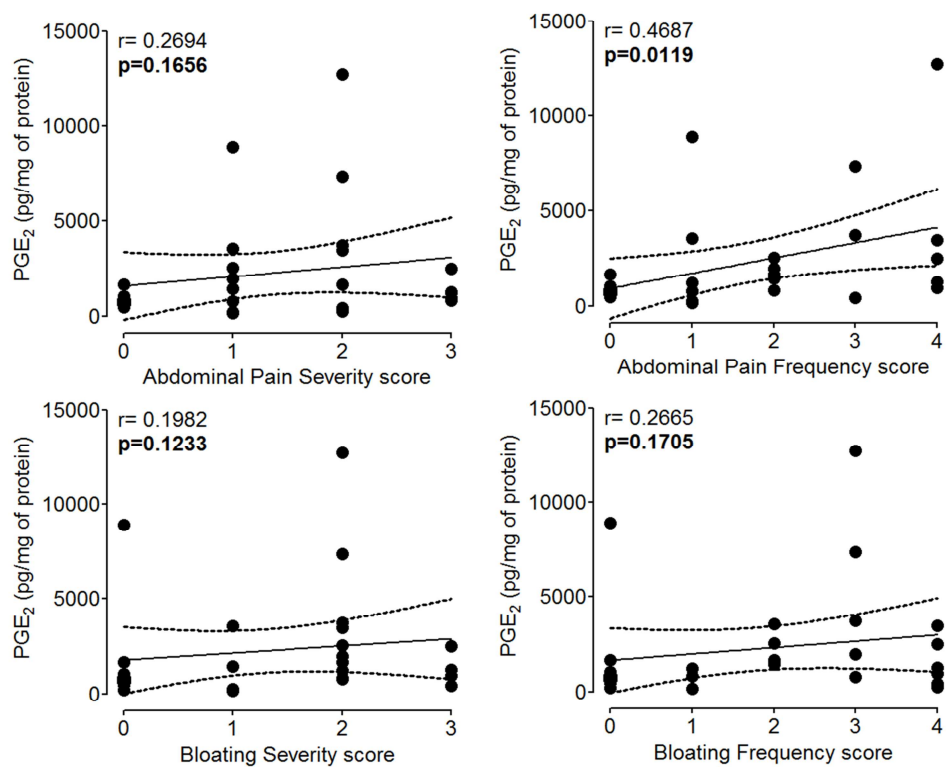 r= 0.2694
p=0.1656
PGE₂ (pg/mg of protein)
15000
10000
5000
0
0 1 2 3
Abdominal Pain Severity score
r= 0.4687
p=0.0119
PGE₂ (pg/mg of protein)
15000
10000
5000
0
0 1 2 3 4
Abdominal Pain Frequency score
r= 0.1982
p=0.1233
PGE₂ (pg/mg of protein)
15000
10000
5000
0
0 1 2 3
Bloating Severity score
r= 0.2665
p=0.1705
PGE₂ (pg/mg of protein)
15000
10000
5000
0
0 1 2 3 4
Bloating Frequency score